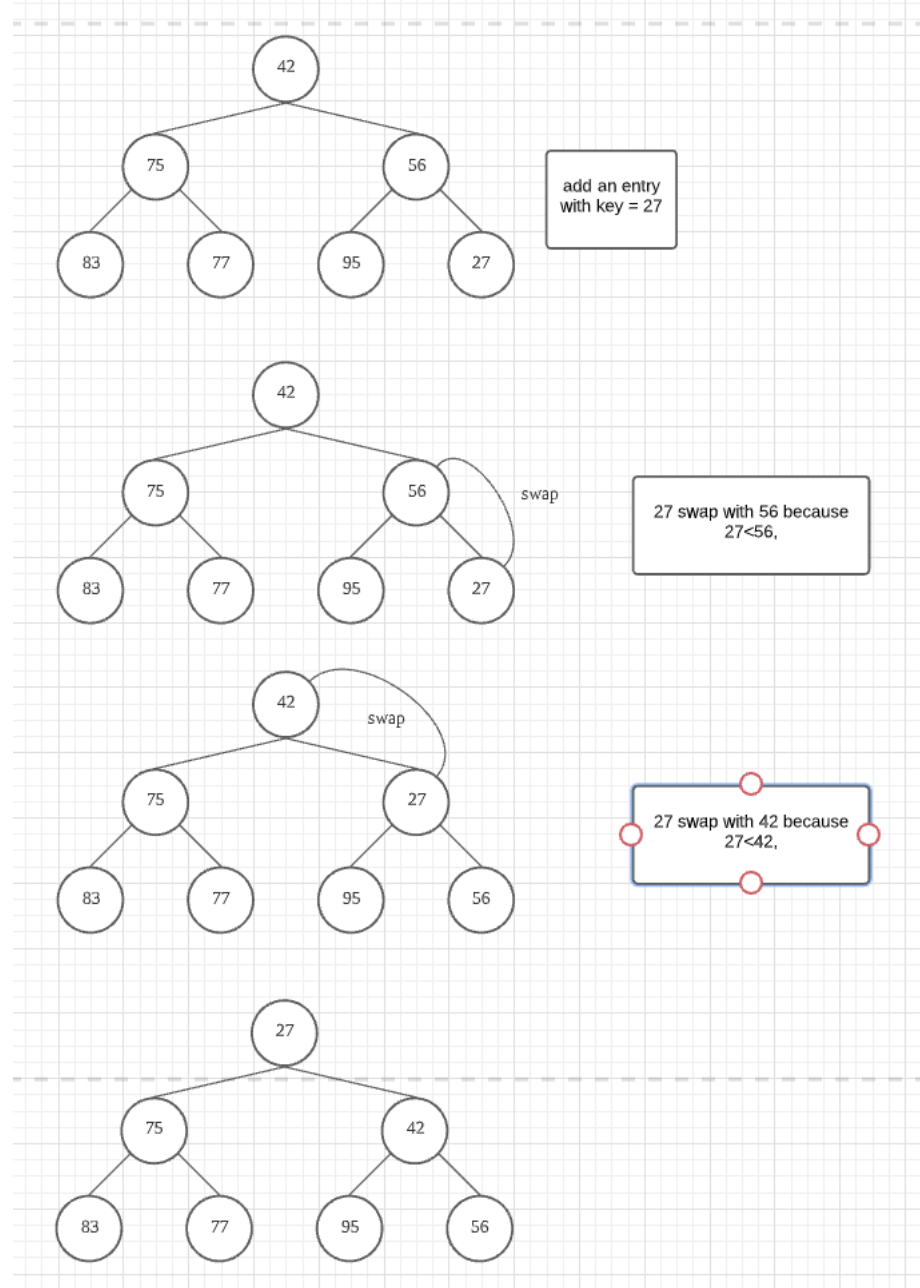 42
75 56
83 77 95 27
add an entry
with key = 27
42
75 56
83 77 95 27
swap
27 swap with 56 because
27<56,
42
swap
75 27
83 77 95 56
27 swap with 42 because
27<42,
27
75 42
83 77 95 56